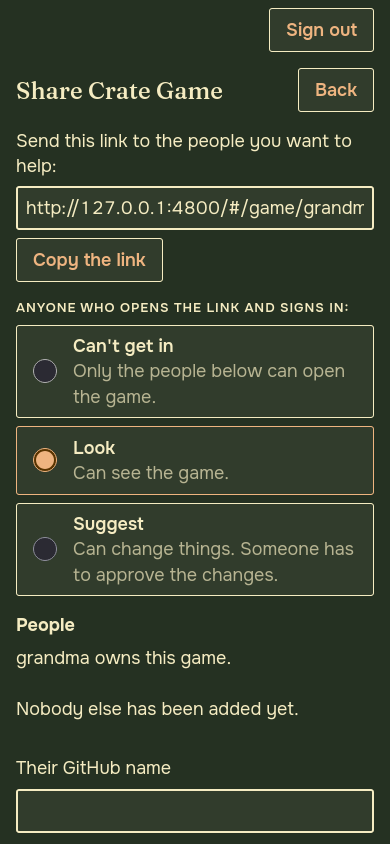 Sign out
Share Crate Game
Back
Send this link to the people you want to
help:
http://127.0.0.1:4800/#/game/grandm
Copy the link
ANYONE WHO OPENS THE LINK AND SIGNS IN:
Can't get in
Only the people below can open
the game.
Look
Can see the game.
Suggest
Can change things. Someone has
to approve the changes.
People
grandma owns this game.
Nobody else has been added yet.
Their GitHub name